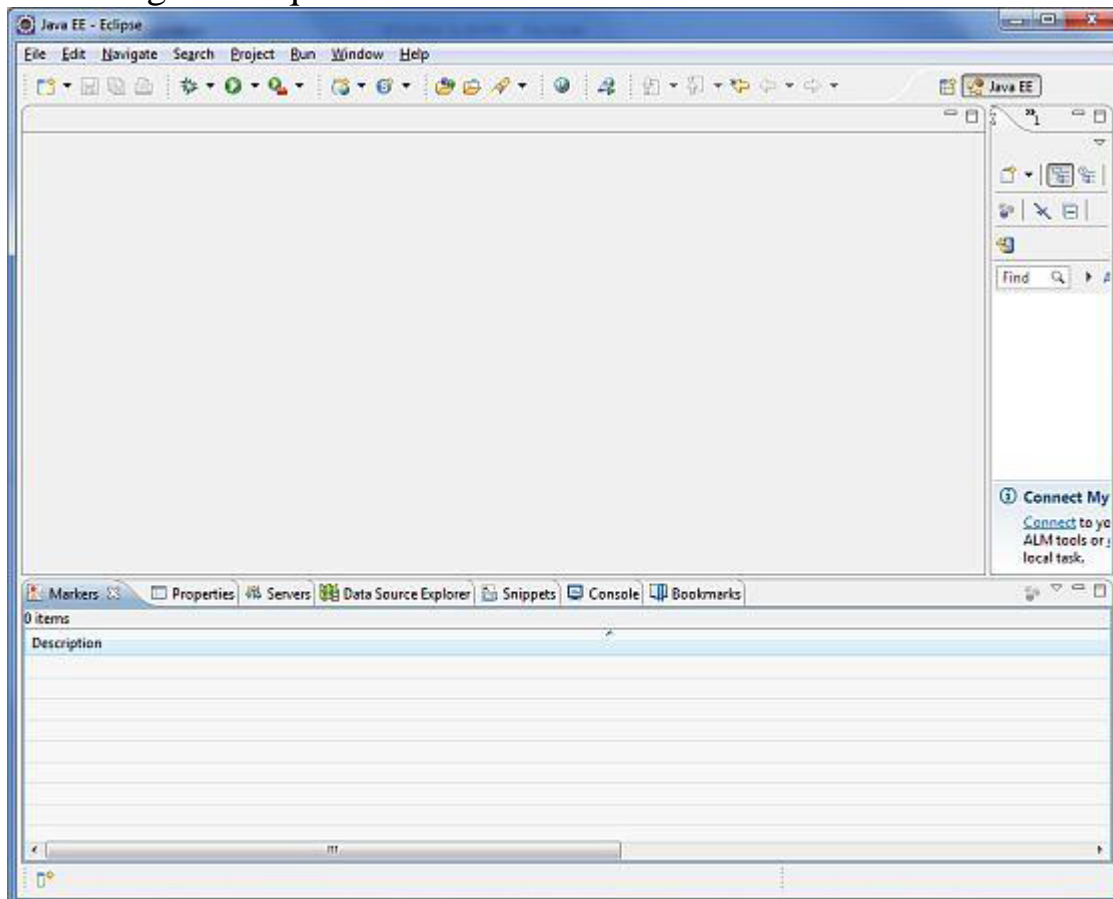 Java EE - Eclipse
File Edit Navigate Search Project Run Window Help
Java EE
1
Find
Connect My
Connect to yo
ALM tools or
local task.
Markers Properties Servers Data Source Explorer Snippets Console Bookmarks
0 items
Description